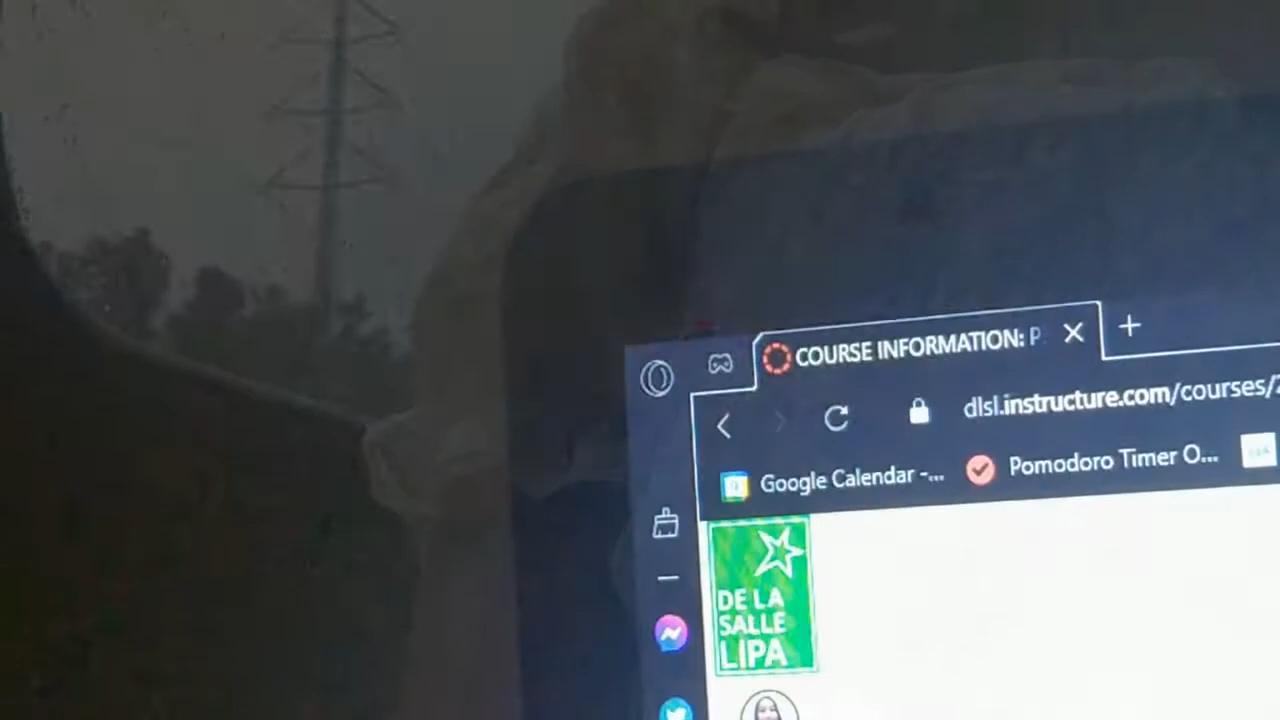 COURSE INFORMATION: P
dlsl.instructure.com/courses/
Google Calendar -...
Pomodoro Timer O...
DE LA
SALLE
LIPA